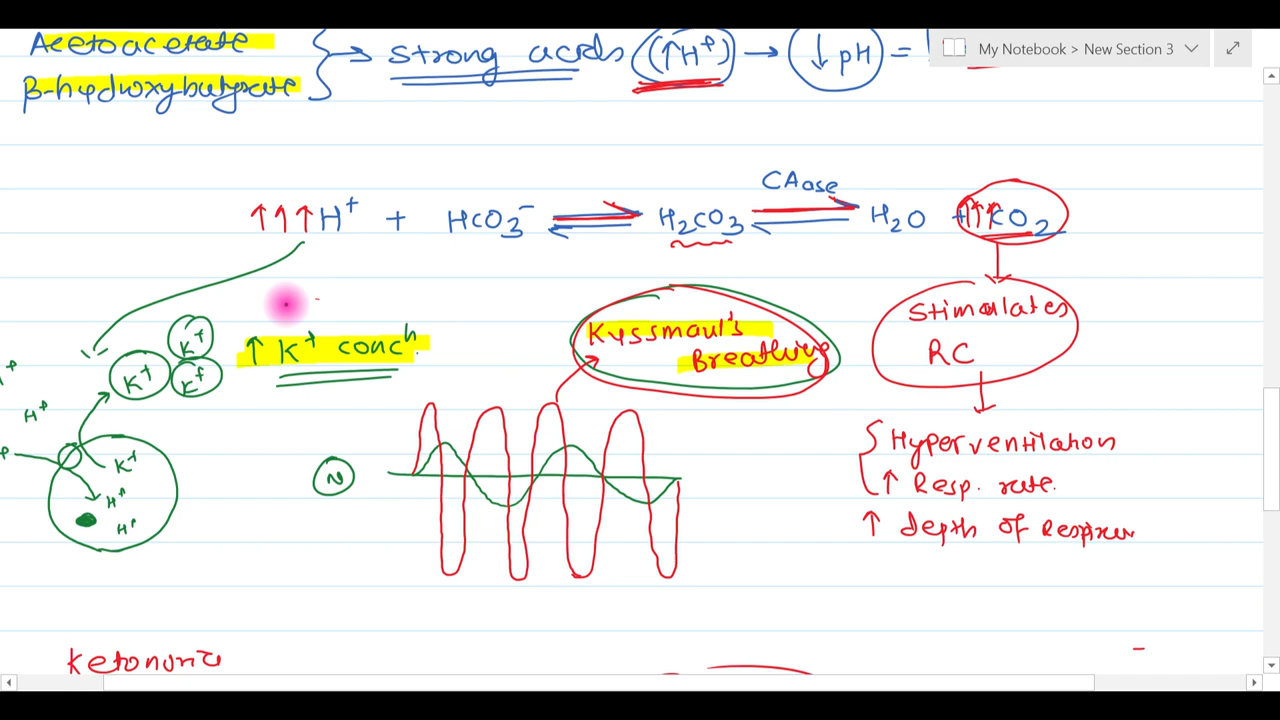 Acetoacetate
β-hydroxybutyrate
strong acids (↑H⁺) → ↓ pH =
My Notebook > New Section 3
CAase
↑↑↑H⁺ + HCO₃⁻ ⇌ H₂CO₃ ⇌ H₂O + ↑↑CO₂
Stimulates
RC
↑ K⁺ concⁿ.
Kussmaul's
Breathing
K⁺
K⁺ K⁺
H⁺
K⁺
H⁺
H⁺
N
Hyperventilation
↑ Resp. rate.
↑ depth of Respirεν
Ketonuria